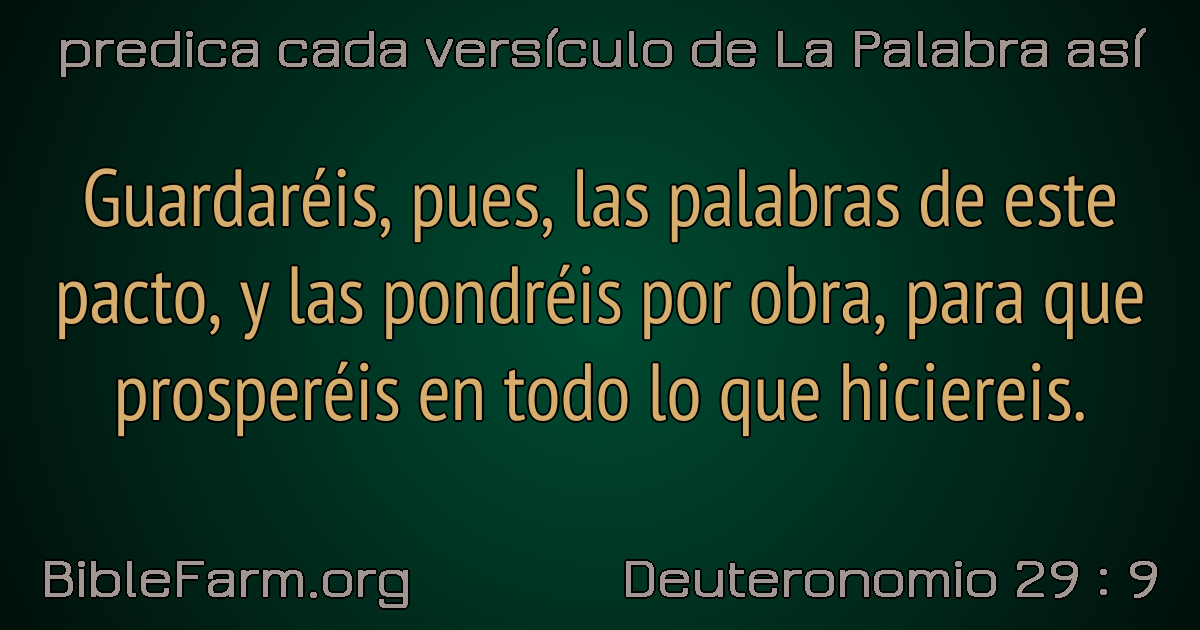 predica cada versículo de La Palabra así
Guardaréis, pues, las palabras de este
pacto, y las pondréis por obra, para que
prosperéis en todo lo que hiciereis.
BibleFarm.org
Deuteronomio 29 : 9